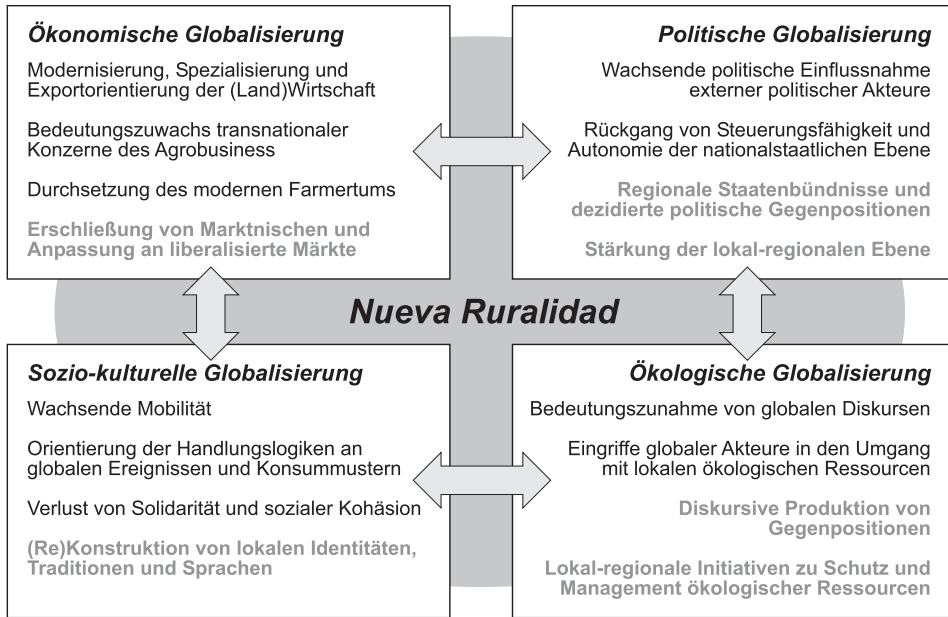 Ökonomische Globalisierung
Modernisierung, Spezialisierung und
Exportorientierung der (Land)Wirtschaft
Bedeutungszuwachs transnationaler
Konzerne des Agrobusiness
Durchsetzung des modernen Farmertums
Erschließung von Marktnischen und
Anpassung an liberalisierte Märkte
Politische Globalisierung
Wachsende politische Einflussnahme
externer politischer Akteure
Rückgang von Steuerungsfähigkeit und
Autonomie der nationalstaatlichen Ebene
Regionale Staatenbündnisse und
dezidierte politische Gegenpositionen
Stärkung der lokal-regionalen Ebene
Nueva Ruralidad
Sozio-kulturelle Globalisierung
Wachsende Mobilität
Orientierung der Handlungslogiken an
globalen Ereignissen und Konsummustern
Verlust von Solidarität und sozialer Kohäsion
(Re)Konstruktion von lokalen Identitäten,
Traditionen und Sprachen
Ökologische Globalisierung
Bedeutungszunahme von globalen Diskursen
Eingriffe globaler Akteure in den Umgang
mit lokalen ökologischen Ressourcen
Diskursive Produktion von
Gegenpositionen
Lokal-regionale Initiativen zu Schutz und
Management ökologischer Ressourcen